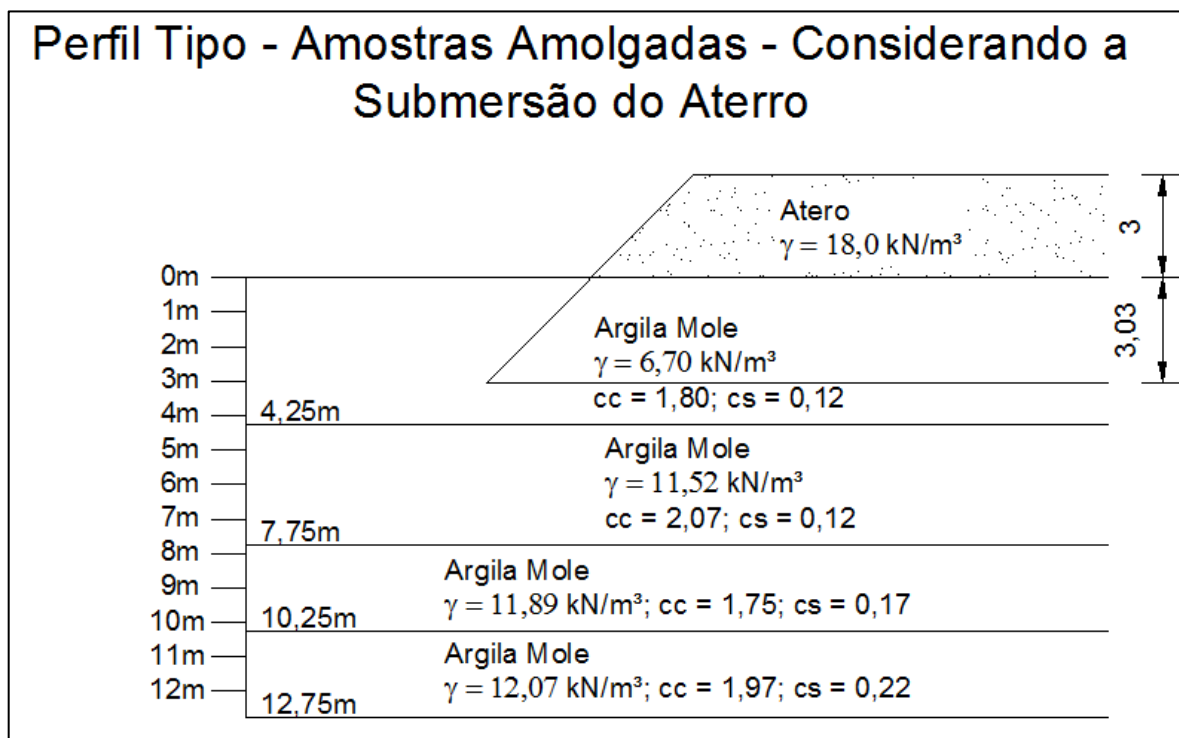 Perfil Tipo - Amostras Amolgadas - Considerando a
Submersão do Aterro
Atero
γ = 18,0 kN/m³
3
0m
1m
2m
3m
4m
5m
6m
7m
8m
9m
10m
11m
12m
3,03
Argila Mole
γ = 6,70 kN/m³
cc = 1,80; cs = 0,12
4,25m
Argila Mole
γ = 11,52 kN/m³
cc = 2,07; cs = 0,12
7,75m
Argila Mole
γ = 11,89 kN/m³; cc = 1,75; cs = 0,17
10,25m
Argila Mole
γ = 12,07 kN/m³; cc = 1,97; cs = 0,22
12,75m